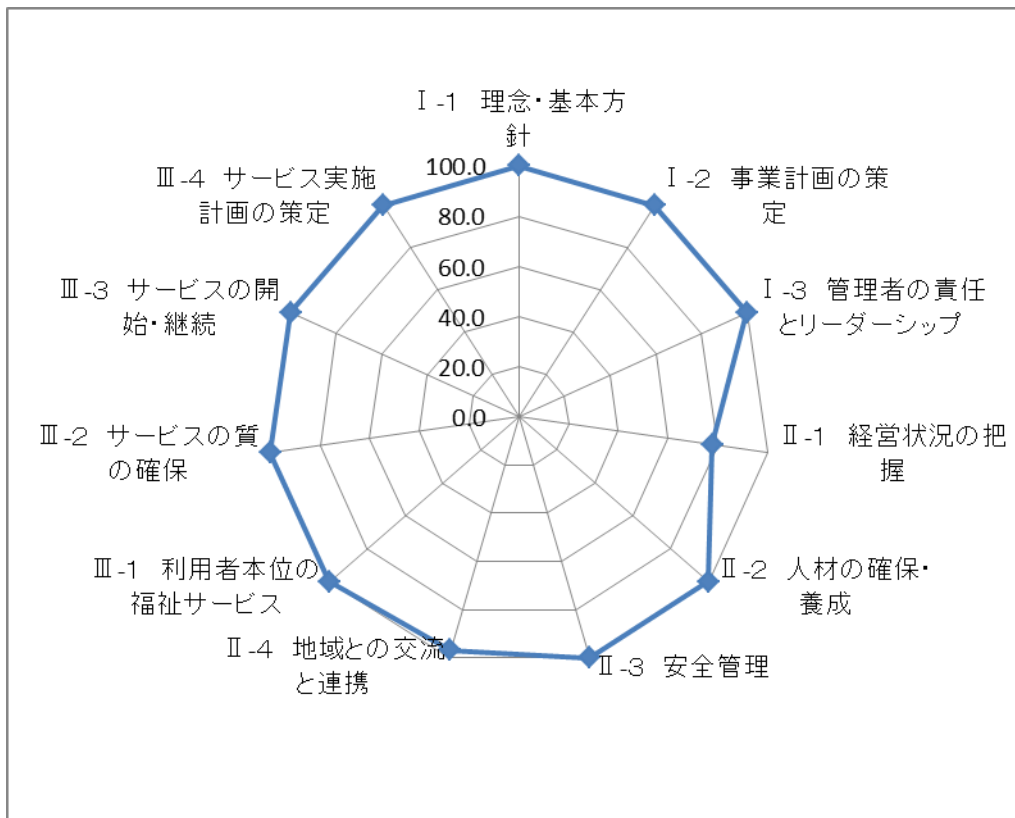 Ⅰ-1 理念・基本方
針
Ⅰ-2 事業計画の策
定
Ⅰ-3 管理者の責任
とリーダーシップ
Ⅱ-1 経営状況の把
握
Ⅱ-2 人材の確保・
養成
Ⅱ-3 安全管理
Ⅱ-4 地域との交流
と連携
Ⅲ-1 利用者本位の
福祉サービス
Ⅲ-2 サービスの質
の確保
Ⅲ-3 サービスの開
始・継続
Ⅲ-4 サービス実施
計画の策定
100.0
80.0
60.0
40.0
20.0
0.0